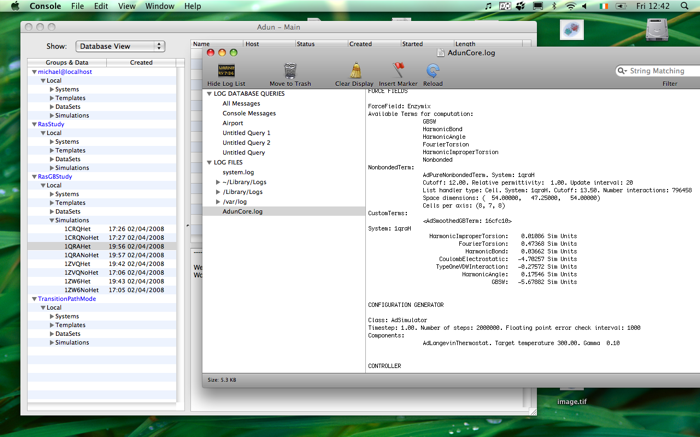 Console File Edit View Window Help
Fri 12:42
Adun - Main
Show: Database View
Groups & Data Created
michael@localhost
Local
Systems
Templates
DataSets
Simulations
RasStudy
Local
Systems
Templates
DataSets
Simulations
RasGBStudy
Local
Systems
Templates
DataSets
Simulations
1CRQHet 17:26 02/04/2008
1CRQNoHet 17:27 02/04/2008
1QRAHet 19:56 02/04/2008
1QRANoHet 19:57 02/04/2008
1ZVQHet 19:42 02/04/2008
1ZVQNoHet 17:06 02/04/2008
1ZW6Het 19:43 02/04/2008
1ZW6NoHet 17:05 02/04/2008
TransitionPathMode
Local
Systems
Templates
DataSets
Simulations
Name Host Status Created Started Length
AdunCore.log
Hide Log List Move to Trash Clear Display Insert Marker Reload
String Matching
Filter
LOG DATABASE QUERIES
All Messages
Console Messages
Airport
Untitled Query 1
Untitled Query 2
Untitled Query
LOG FILES
system.log
~/Library/Logs
/Library/Logs
/var/log
AdunCore.log
FORCE FIELDS
ForceField: Enzymix
Available Terms for computation:
GBSW
HarmonicBond
HarmonicAngle
FourierTorsion
HarmonicImproperTorsion
Nonbonded
NonbondedTerm:
AdPureNonbondedTerm. System: 1qraH
Cutoff: 12.00. Relative permittivity: 1.00. Update interval: 20
List handler type: Cell. System: 1qraH. Cutoff: 13.50. Number interactions: 796458
Space dimensions: ( 54.00000, 47.25000, 54.00000)
Cells per axis: (8, 7, 8)
CustomTerms:
<AdSmoothedGBTerm: 16cfc10>
System: 1qraH
HarmonicImproperTorsion: 0.01086 Sim Units
FourierTorsion: 0.47368 Sim Units
HarmonicBond: 0.03662 Sim Units
CoulombElectrostatic: -4.70257 Sim Units
TypeOneVDWInteraction: -0.27572 Sim Units
HarmonicAngle: 0.17546 Sim Units
GBSW: -5.67882 Sim Units
CONFIGURATION GENERATOR
Class: AdSimulator
Timestep: 1.00. Number of steps: 2000000. Floating point error check interval: 1000
Components:
AdLangevinThermostat. Target temperature 300.00. Gamma 0.10
CONTROLLER
Size: 5.3 KB
image.tif